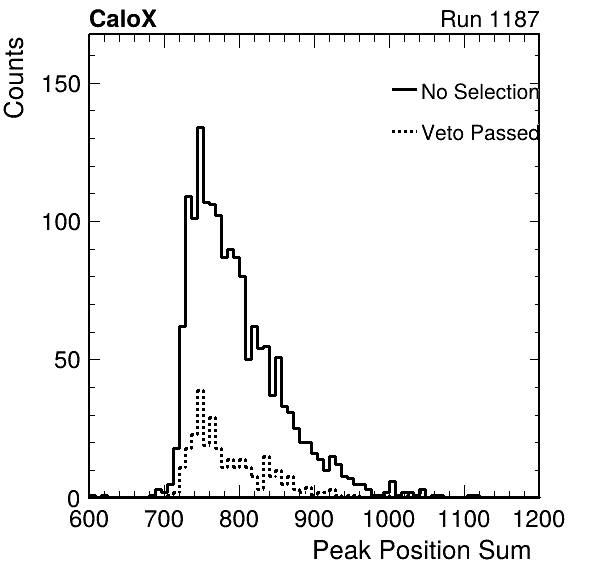 CaloX Run 1187
Counts
150
No Selection
Veto Passed
100
50
0
600 700 800 900 1000 1100 1200
Peak Position Sum